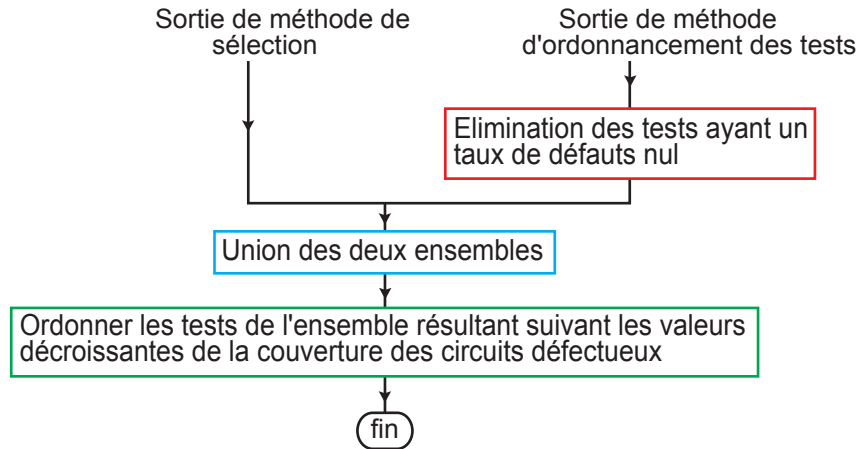 Sortie de méthode de
sélection
Sortie de méthode
d'ordonnancement des tests
Elimination des tests ayant un
taux de défauts nul
Union des deux ensembles
Ordonner les tests de l'ensemble résultant suivant les valeurs
décroissantes de la couverture des circuits défectueux
fin